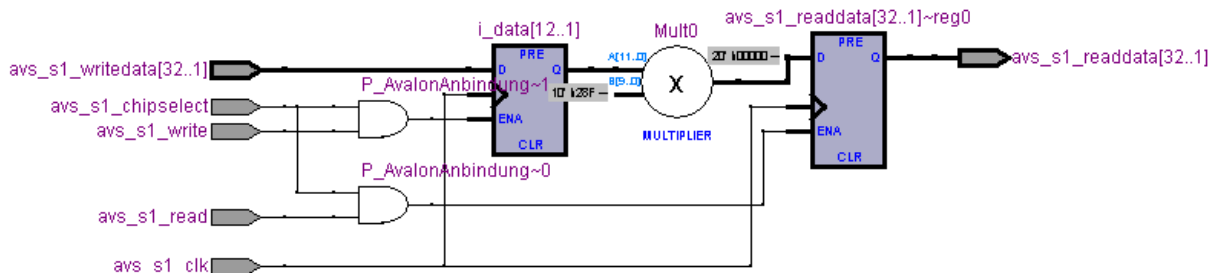 avs_s1_readdata[32..1]~reg0
i_data[12..1]
Mult0
PRE
PRE
A[11..0]
20' h00000 --
avs_s1_writedata[32..1]
D
Q
D
Q
avs_s1_readdata[32..1]
B[9..0]
P_AvalonAnbindung~1
10' h28F --
X
avs_s1_chipselect
avs_s1_write
ENA
MULTIPLIER
ENA
CLR
CLR
P_AvalonAnbindung~0
avs_s1_read
avs_s1_clk